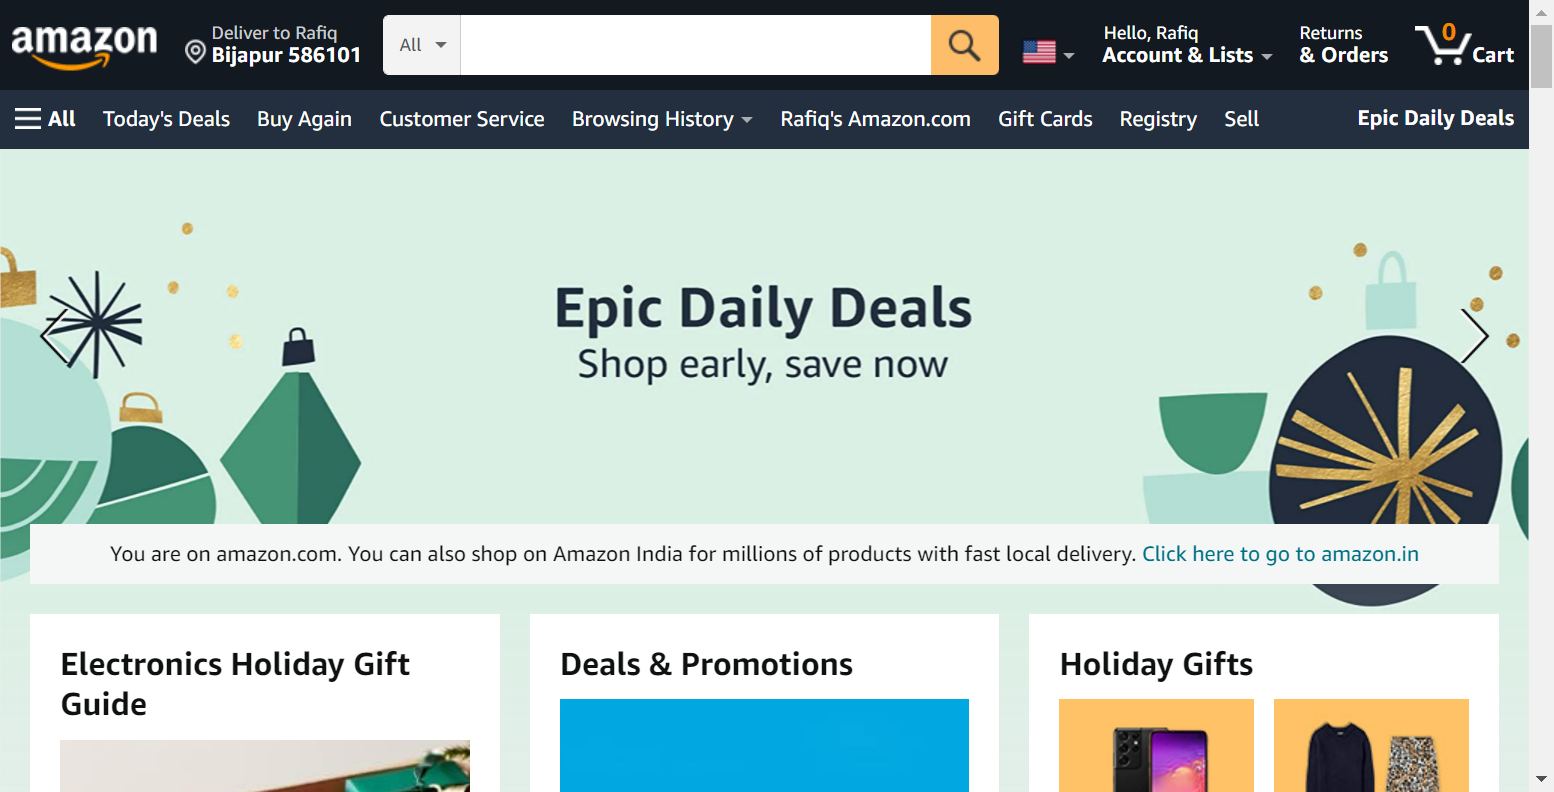 amazon
Deliver to Rafiq
Bijapur 586101
All
Hello, Rafiq
Account & Lists
Returns
& Orders
0
Cart
All
Today's Deals
Buy Again
Customer Service
Browsing History
Rafiq's Amazon.com
Gift Cards
Registry
Sell
Epic Daily Deals
Epic Daily Deals
Shop early, save now
You are on amazon.com. You can also shop on Amazon India for millions of products with fast local delivery. Click here to go to amazon.in
Electronics Holiday Gift
Guide
Deals & Promotions
Holiday Gifts